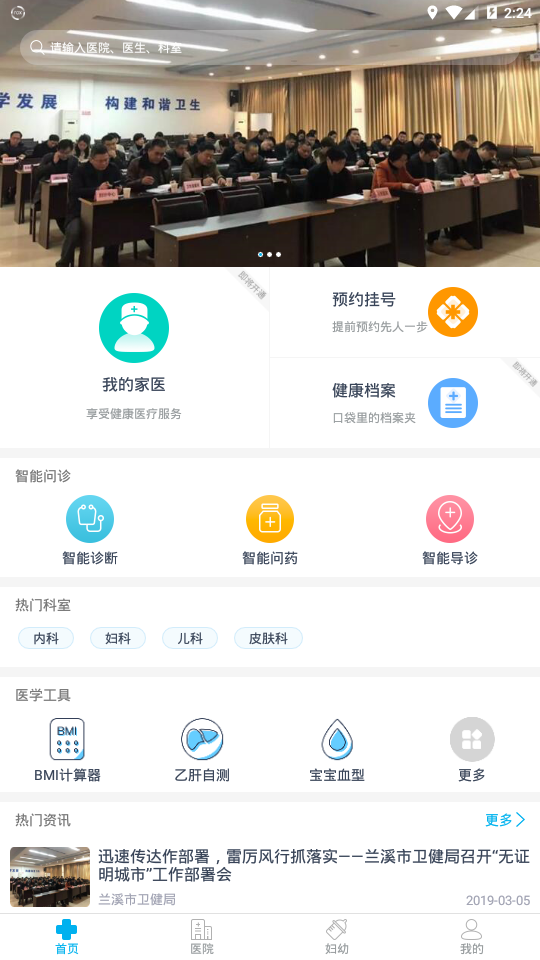 2:24
请输入医院、医生、科室
学发展 构建和谐卫生
即将开通
我的家医
享受健康医疗服务
预约挂号
提前预约先人一步
即将开通
健康档案
口袋里的档案夹
智能问诊
智能诊断
智能问药
智能导诊
热门科室
内科
妇科
儿科
皮肤科
医学工具
BMI
BMI计算器
乙肝自测
宝宝血型
更多
热门资讯
更多
迅速传达作部署，雷厉风行抓落实——兰溪市卫健局召开“无证
明城市”工作部署会
兰溪市卫健局
2019-03-05
首页
医院
妇幼
我的